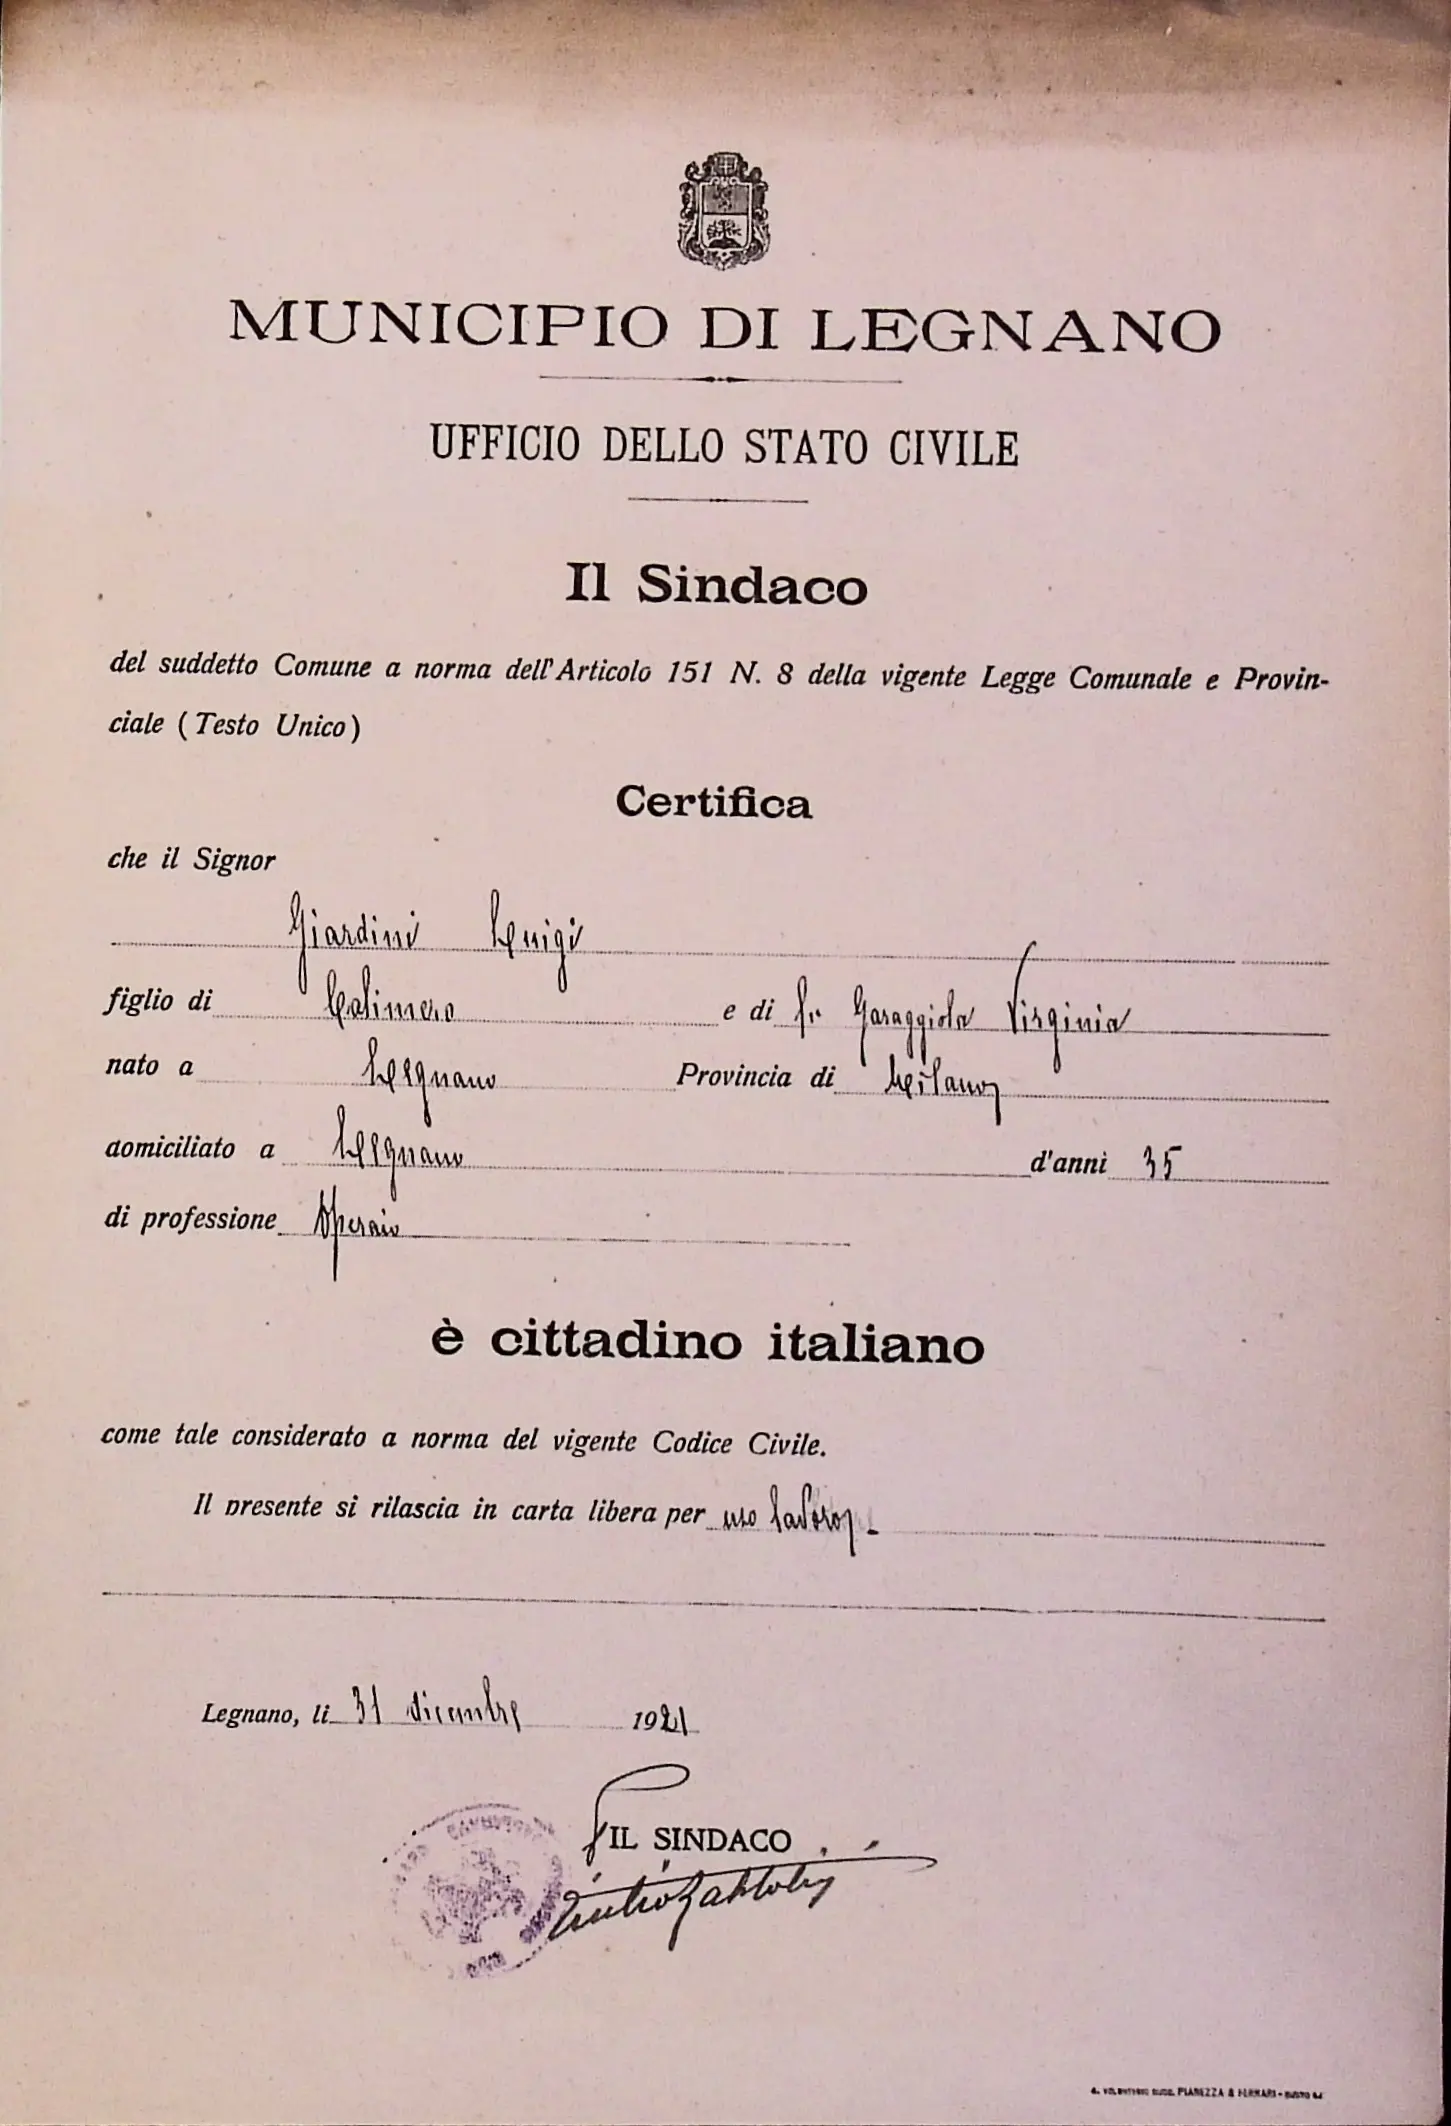 MUNICIPIO DI LEGNANO
UFFICIO DELLO STATO CIVILE
Il Sindaco
del suddetto Comune a norma dell'Articolo 151 N. 8 della vigente Legge Comunale e Provin-
ciale (Testo Unico)
Certifica
che il Signor
Giardini Luigi
figlio di Calimero e di fu Garaggiola Virginia
nato a Legnano Provincia di Milano
domiciliato a Legnano d'anni 35
di professione Operaio
è cittadino italiano
come tale considerato a norma del vigente Codice Civile.
Il presente si rilascia in carta libera per uso lavoro -
Legnano, li 31 dicembre 1921
IL SINDACO
PIANEZZA & FERRARI - BUSTO